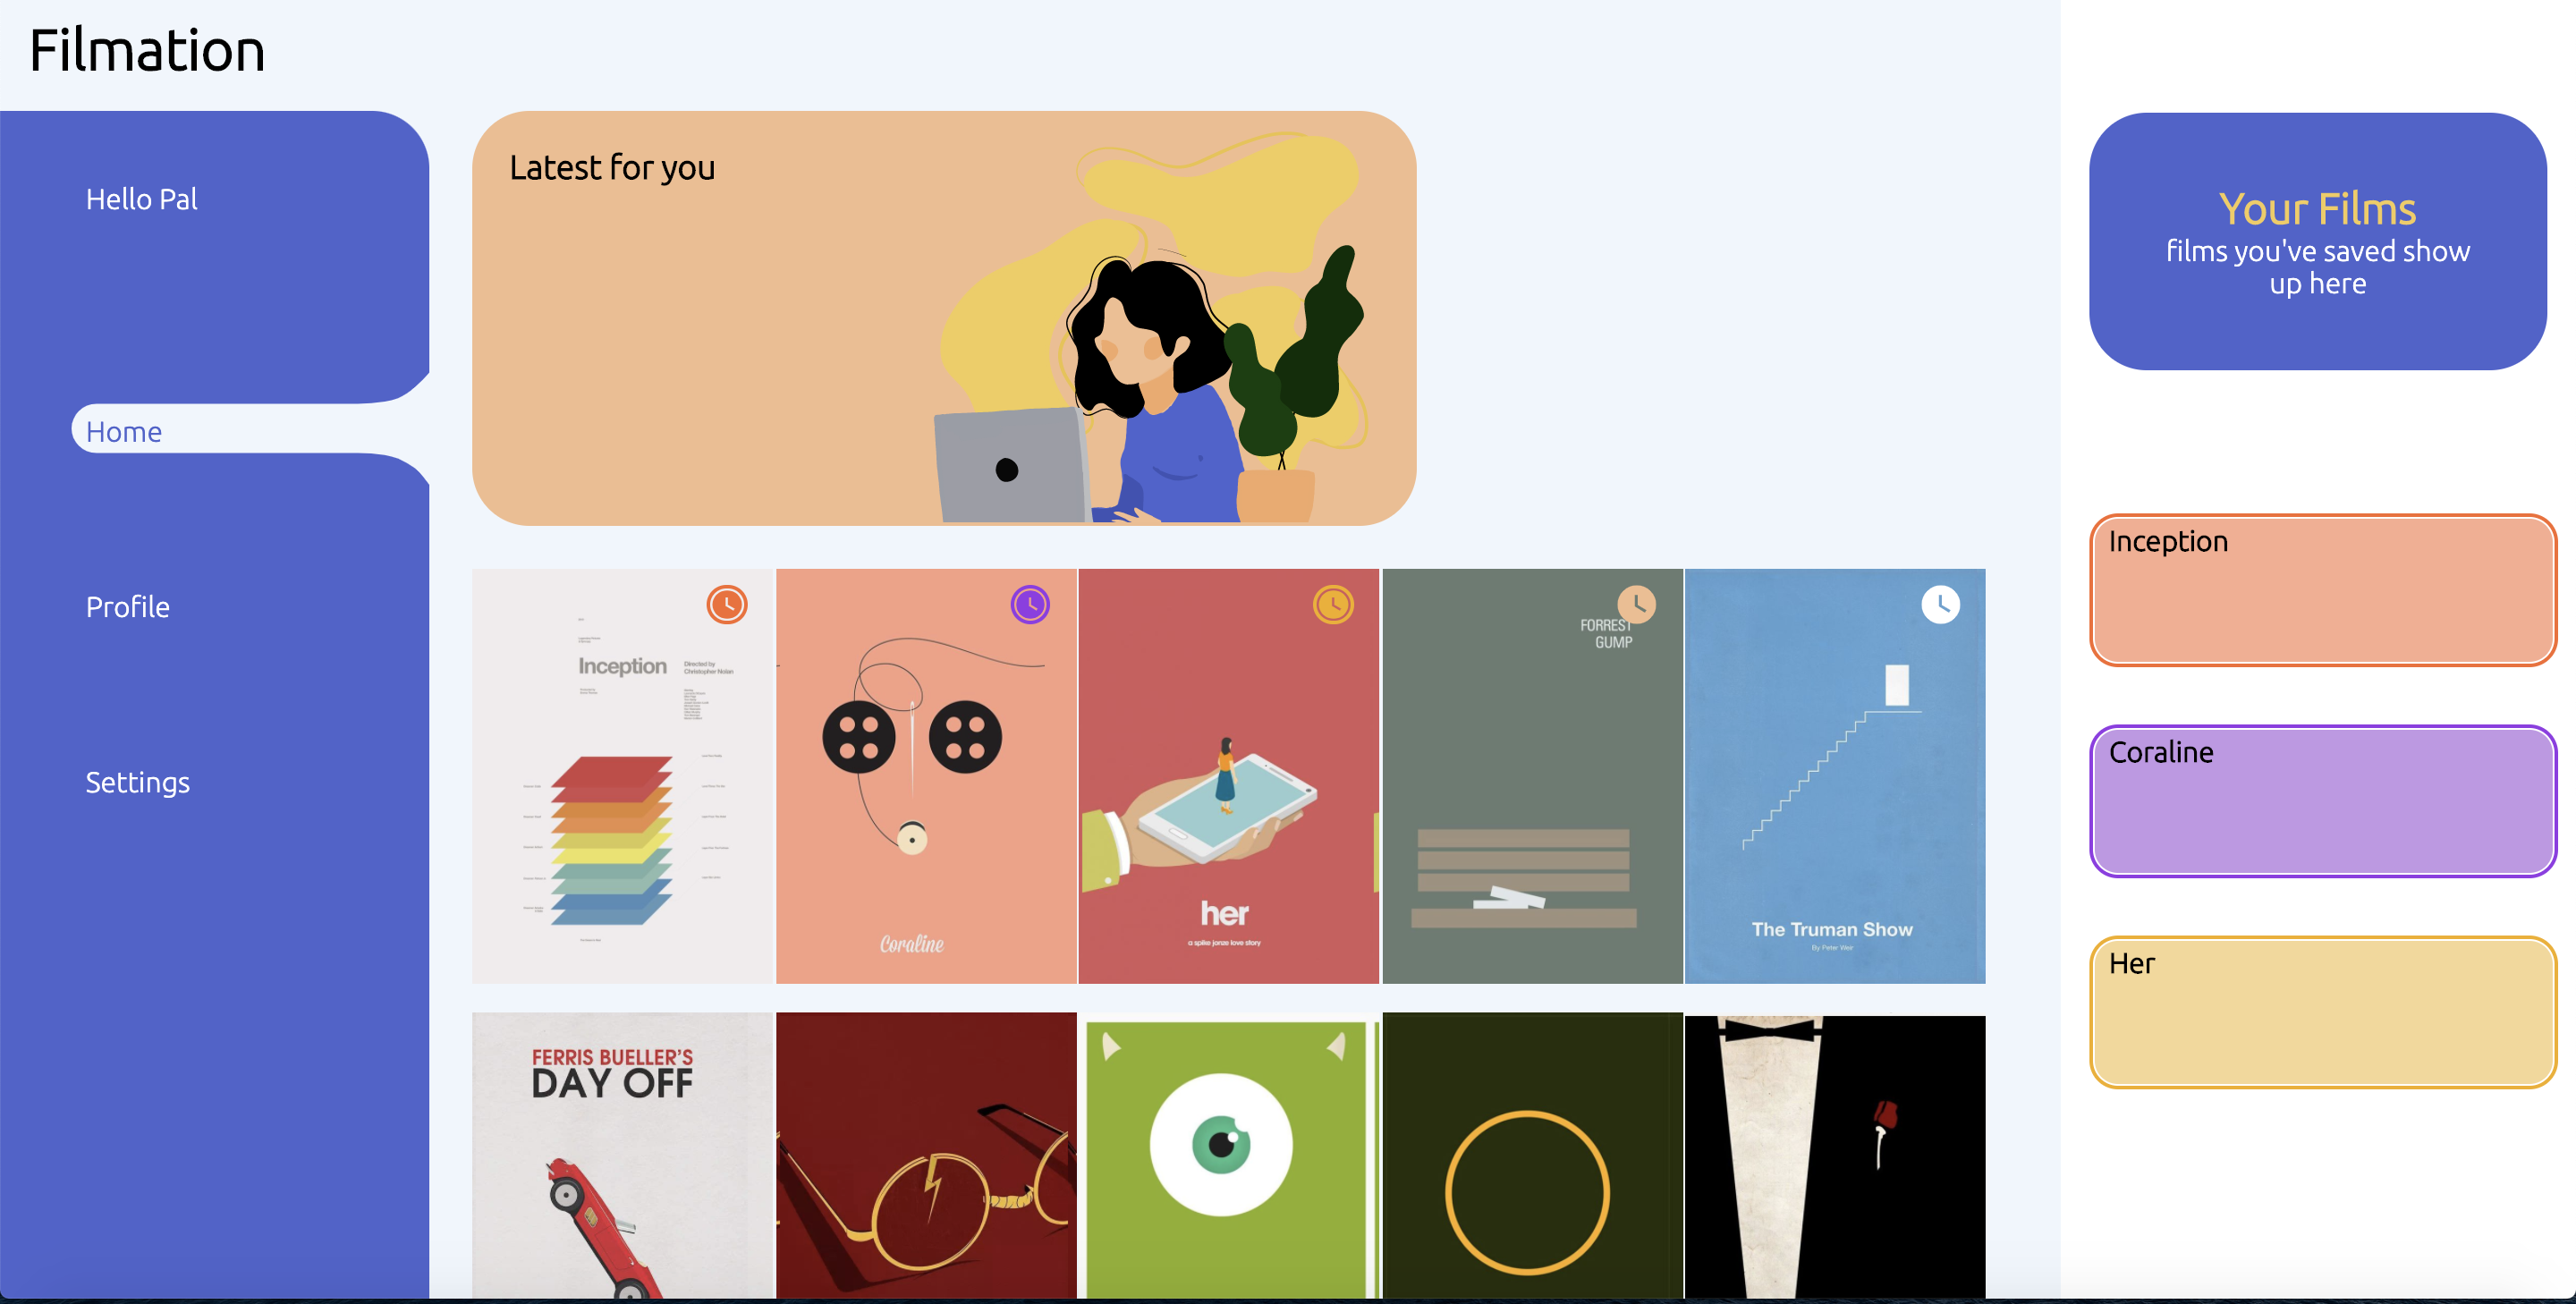 Filmation
Hello Pal
Home
Profile
Settings
Latest for you
Inception
Directed by
Christopher Nolan
Coraline
her
a spike jonze love story
FORREST
GUMP
The Truman Show
By Peter Weir
FERRIS BUELLER'S
DAY OFF
Your Films
films you've saved show
up here
Inception
Coraline
Her